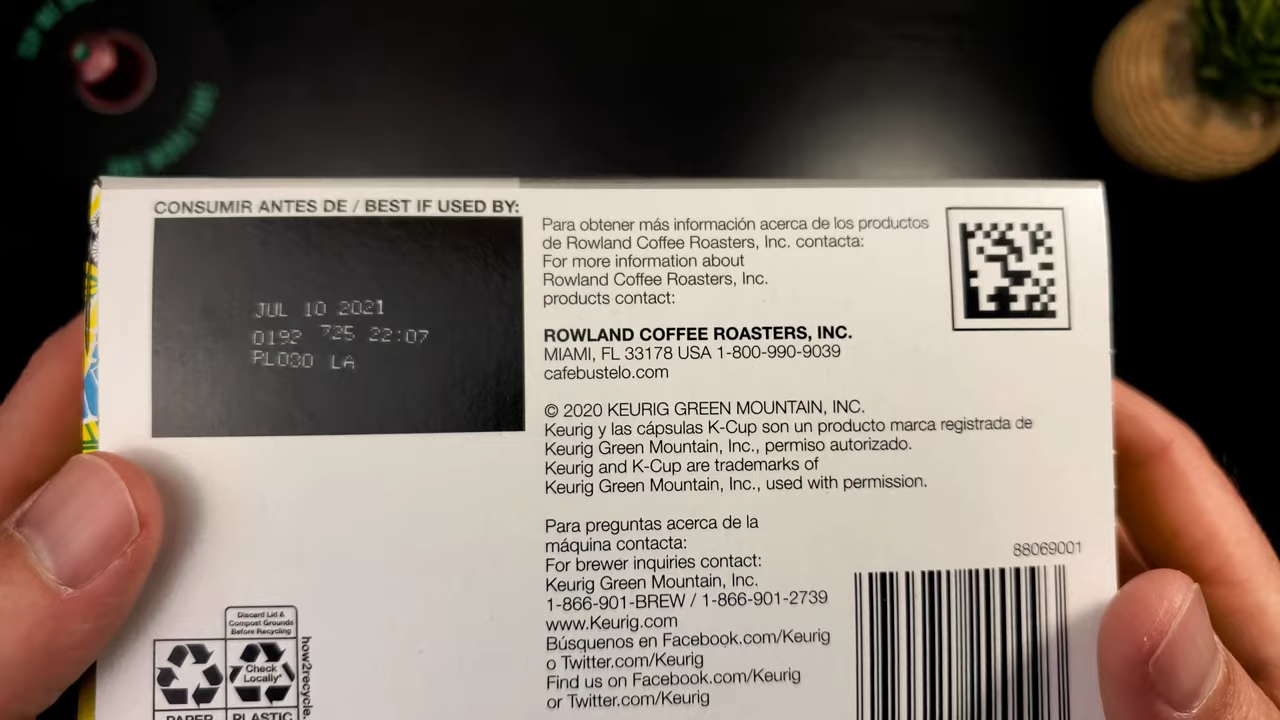 CONSUMIR ANTES DE / BEST IF USED BY:
JUL 10 2021
0192 725 22:07
PL030 LA
Para obtener más información acerca de los productos
de Rowland Coffee Roasters, Inc. contacta:
For more information about
Rowland Coffee Roasters, Inc.
products contact:
ROWLAND COFFEE ROASTERS, INC.
MIAMI, FL 33178 USA 1-800-990-9039
cafebustelo.com
© 2020 KEURIG GREEN MOUNTAIN, INC.
Keurig y las cápsulas K-Cup son un producto marca registrada de
Keurig Green Mountain, Inc., permiso autorizado.
Keurig and K-Cup are trademarks of
Keurig Green Mountain, Inc., used with permission.
Para preguntas acerca de la
máquina contacta:
For brewer inquiries contact:
Keurig Green Mountain, Inc.
1-866-901-BREW / 1-866-901-2739
www.Keurig.com
Búsquenos en Facebook.com/Keurig
o Twitter.com/Keurig
Find us on Facebook.com/Keurig
or Twitter.com/Keurig
88069001
Discard Lid &
Compost Grounds
Before Recycling
Check
Locally*
how2recycle.
PAPER
PLASTIC